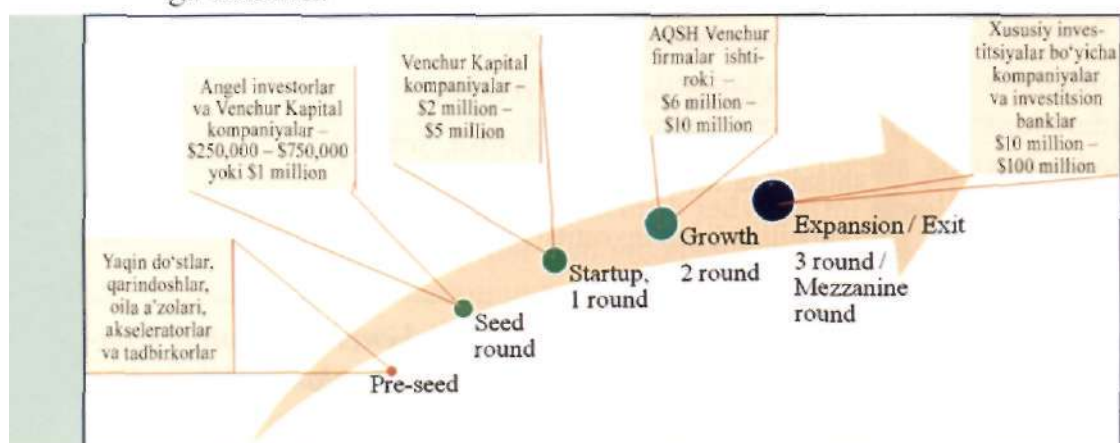 Yaqin do‘stlar,
qarindoshlar,
oila a’zolari,
akseleratorlar
va tadbirkorlar
Pre-seed
Angel investorlar
va Venchur Kapital
kompaniyalar –
$250,000 – $750,000
yoki $1 million
Seed
round
Venchur Kapital
kompaniyalar –
$2 million –
$5 million
Startup,
1 round
AQSH Venchur
firmalar ishti-
roki –
$6 million –
$10 million
Growth
2 round
Xususiy inves-
titsiyalar bo‘yicha
kompaniyalar
va investitsion
banklar
$10 million –
$100 million
Expansion / Exit
3 round /
Mezzanine
round